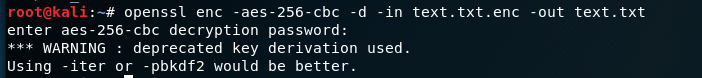 root@kali:~# openssl enc -aes-256-cbc -d -in text.txt.enc -out text.txt
enter aes-256-cbc decryption password:
*** WARNING : deprecated key derivation used.
Using -iter or -pbkdf2 would be better.